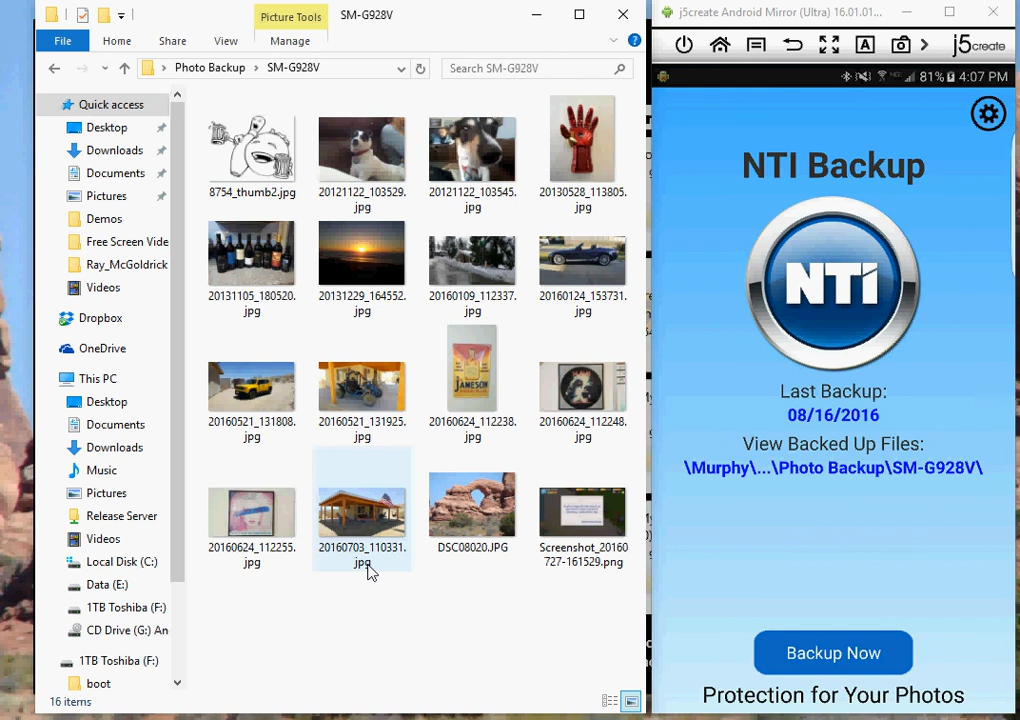 Picture Tools
SM-G928V
File
Home
Share
View
Manage
Photo Backup
SM-G928V
Search SM-G928V
Quick access
Desktop
Downloads
Documents
Pictures
Demos
Free Screen Vide
Ray_McGoldrick
Videos
Dropbox
OneDrive
This PC
Desktop
Documents
Downloads
Music
Pictures
Release Server
Videos
Local Disk (C:)
Data (E:)
1TB Toshiba (F:)
CD Drive (G:) An
1TB Toshiba (F:)
boot
16 items
8754_thumb2.jpg
20121122_103529.
jpg
20121122_103545.
jpg
20130528_113805.
jpg
20131105_180520.
jpg
20131229_164552.
jpg
20160109_112337.
jpg
20160124_153731.
jpg
20160521_131808.
jpg
20160521_131925.
jpg
JAMESON
20160624_112238.
jpg
20160624_112248.
jpg
20160624_112255.
jpg
20160703_110331.
jpg
DSC08020.JPG
Screenshot_20160
727-161529.png
j5create Android Mirror (Ultra) 16.01.01...
A
j5create
81% 4:07 PM
NTI Backup
NTI
Last Backup:
08/16/2016
View Backed Up Files:
\Murphy\...\Photo Backup\SM-G928V\
Backup Now
Protection for Your Photos